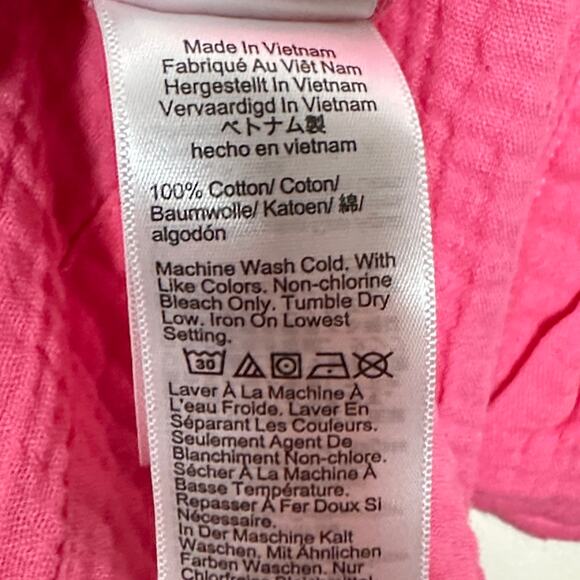 Made In Vietnam
Fabriqué Au Viêt Nam
Hergestellt In Vietnam
Vervaardigd In Vietnam
ベトナム製
hecho en vietnam
100% Cotton/ Coton/
Baumwolle/ Katoen/ 綿/
algodón
Machine Wash Cold. With
Like Colors. Non-chlorine
Bleach Only. Tumble Dry
Low. Iron On Lowest
Setting.
30
Laver À La Machine À
L'eau Froide. Laver En
Séparant Les Couleurs.
Seulement Agent De
Blanchiment Non-chlore.
Sécher À La Machine À
Basse Température.
Repasser À Fer Doux Si
Nécessaire.
In Der Maschine Kalt
Waschen. Mit Ähnlichen
Farben Waschen. Nur